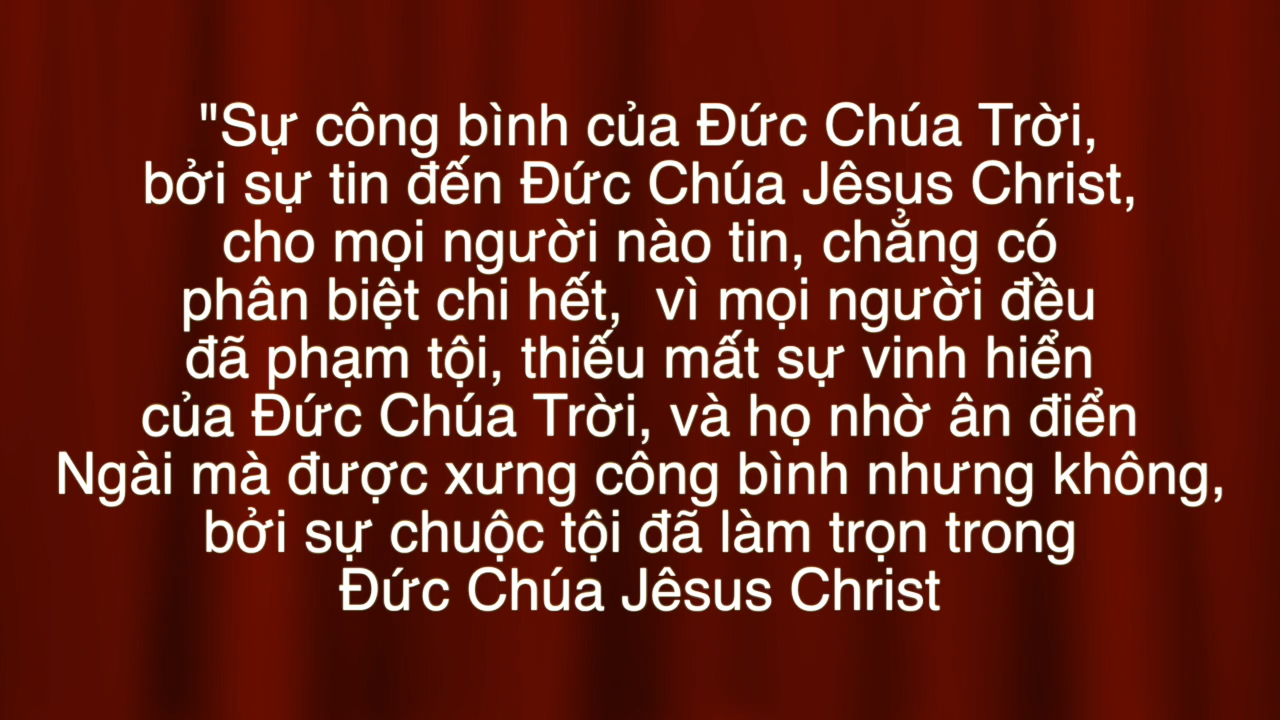 "Sự công bình của Đức Chúa Trời,
bởi sự tin đến Đức Chúa Jêsus Christ,
cho mọi người nào tin, chẳng có
phân biệt chi hết,  vì mọi người đều
đã phạm tội, thiếu mất sự vinh hiển
của Đức Chúa Trời, và họ nhờ ân điển
Ngài mà được xưng công bình nhưng không,
bởi sự chuộc tội đã làm trọn trong
Đức Chúa Jêsus Christ